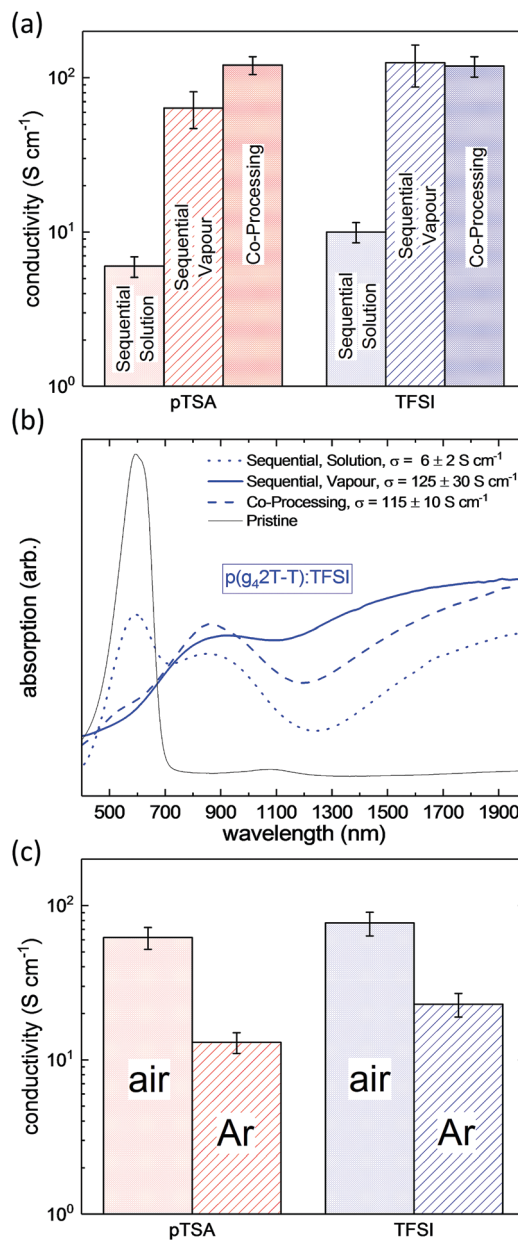 (a)
conductivity (S cm⁻¹)
10²
10¹
10⁰
Sequential
Solution
Sequential
Vapour
Co-Processing
Sequential
Solution
Sequential
Vapour
Co-Processing
pTSA
TFSI
(b)
absorption (arb.)
Sequential, Solution, σ = 6 ± 2 S cm⁻¹
Sequential, Vapour, σ = 125 ± 30 S cm⁻¹
Co-Processing, σ = 115 ± 10 S cm⁻¹
Pristine
p(g₄2T-T):TFSI
500 700 900 1100 1300 1500 1700 1900
wavelength (nm)
(c)
conductivity (S cm⁻¹)
10²
10¹
10⁰
air
Ar
air
Ar
pTSA
TFSI